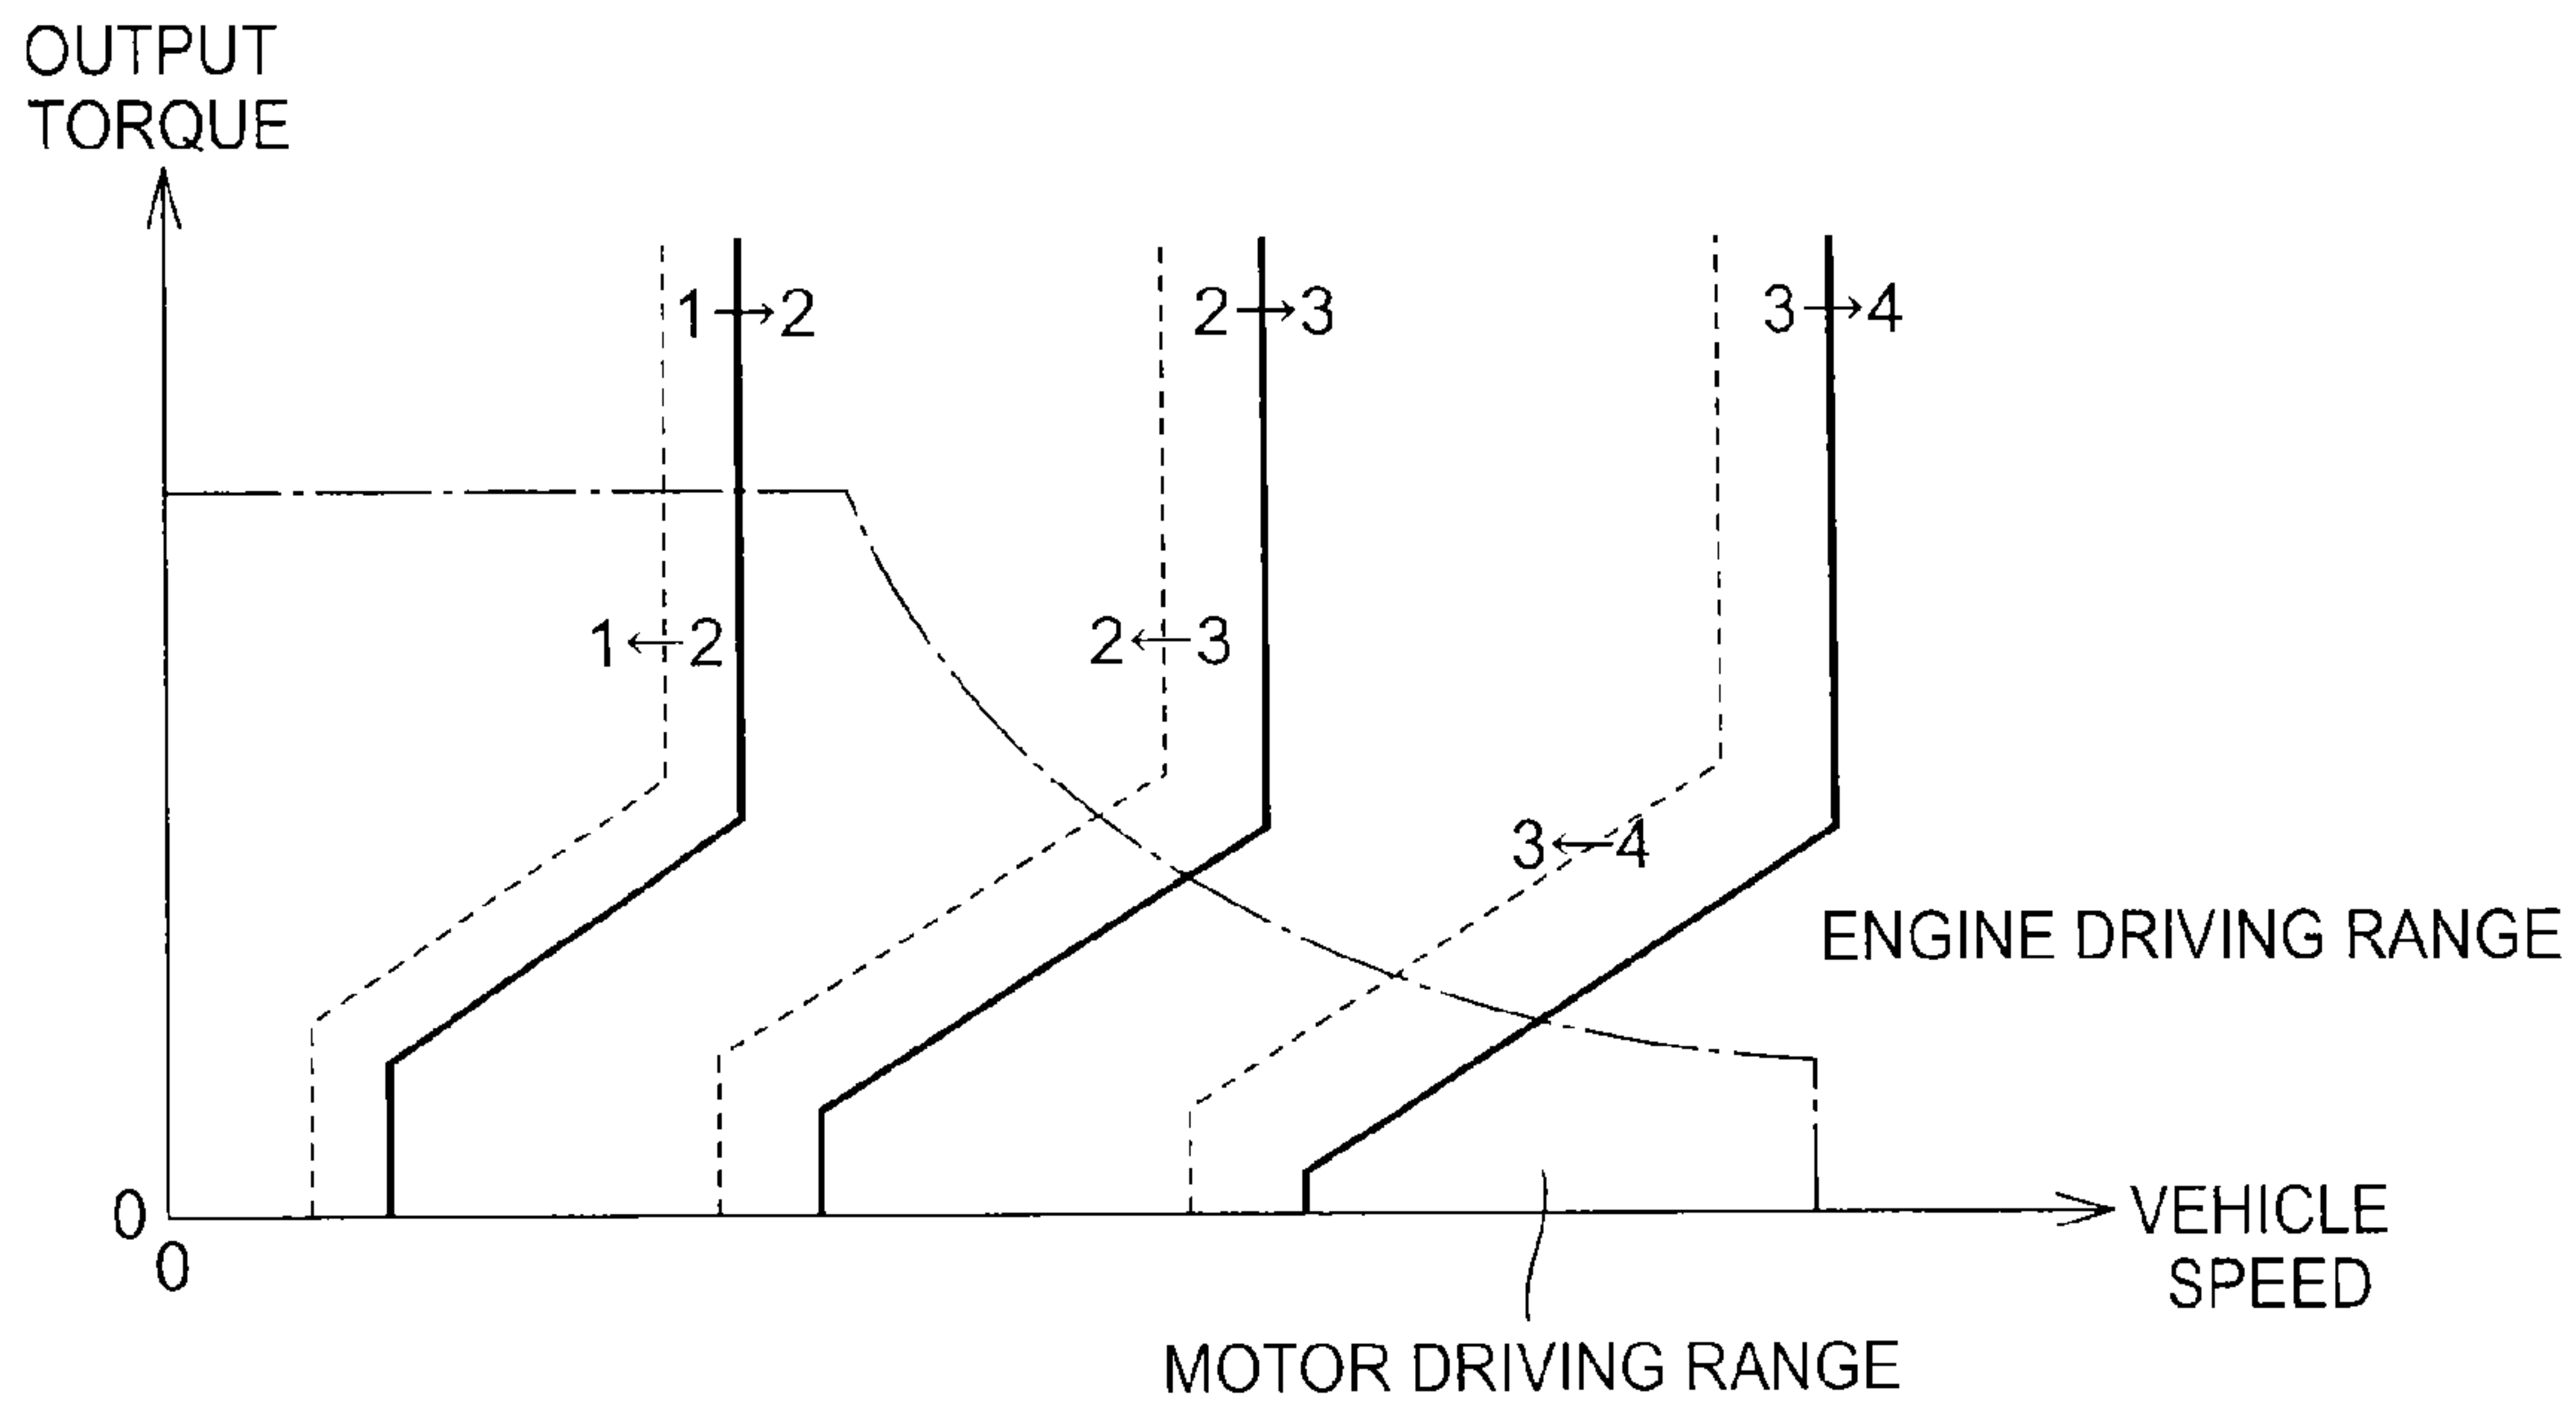 OUTPUT
TORQUE
1→2
2→3
3→4
1←2
2←3
3←4
ENGINE DRIVING RANGE
0
0
VEHICLE
SPEED
MOTOR DRIVING RANGE